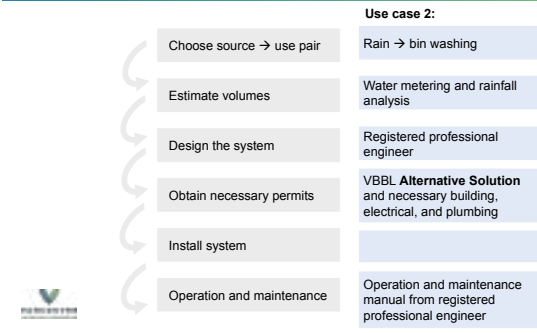 Use case 2:
Choose source → use pair
Rain → bin washing
Estimate volumes
Water metering and rainfall
analysis
Design the system
Registered professional
engineer
Obtain necessary permits
VBBL Alternative Solution
and necessary building,
electrical, and plumbing
Install system
Operation and maintenance
Operation and maintenance
manual from registered
professional engineer